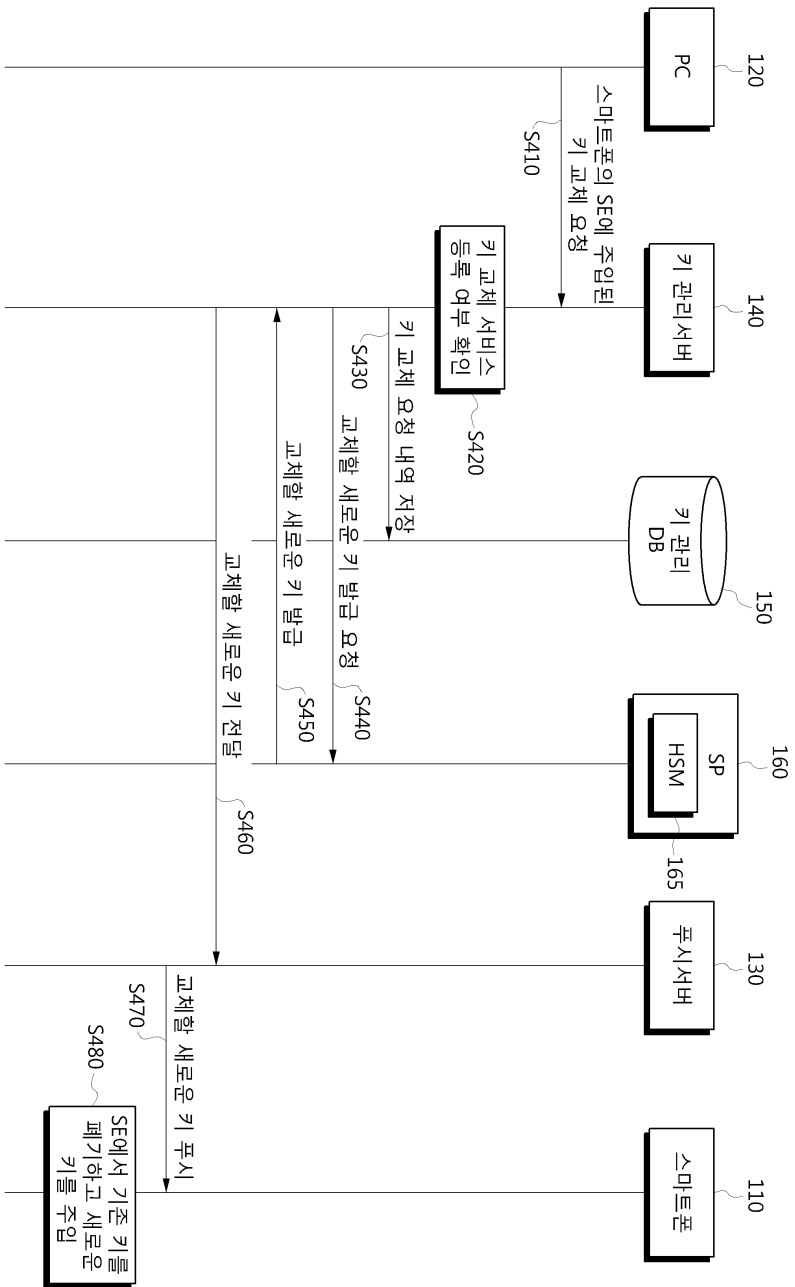 120
PC
140
키 관리서버
150
키 관리
DB
160
SP
HSM
165
130
푸시서버
110
스마트폰
스마트폰의 SE에 주입된
키 교체 요청
S410
키 교체 서비스
등록 여부 확인
S420
키 교체 요청 내역 저장
S430
교체할 새로운 키 발급 요청
S440
교체할 새로운 키 발급
S450
교체할 새로운 키 전달
S460
교체할 새로운 키 푸시
S470
SE에서 기존 키를
폐기하고 새로운
키를 주입
S480